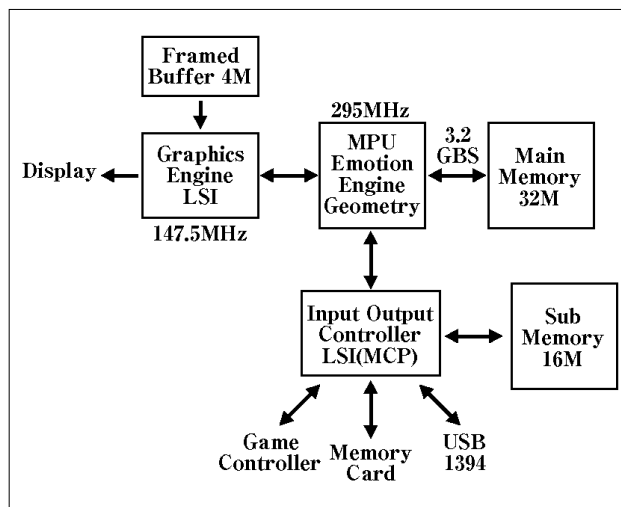 Framed
Buffer 4M
295MHz
Display
Graphics
Engine
LSI
147.5MHz
MPU
Emotion
Engine
Geometry
3.2
GBS
Main
Memory
32M
Input Output
Controller
LSI(MCP)
Sub
Memory
16M
Game
Controller
Memory
Card
USB
1394